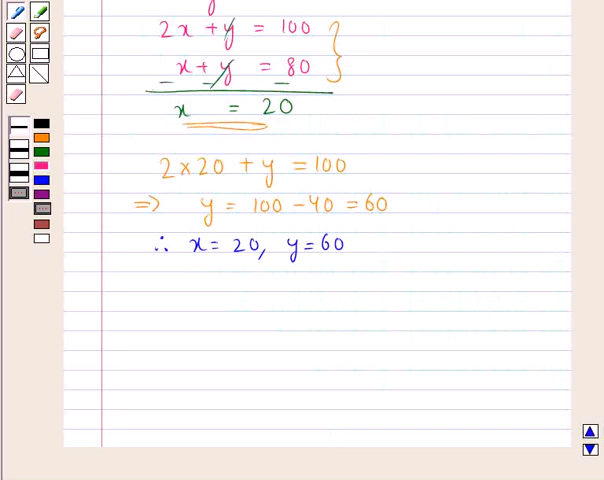 2x + y = 100
x + y = 80
x = 20
2 × 20 + y = 100
⇒ y = 100 - 40 = 60
∴ x = 20, y = 60